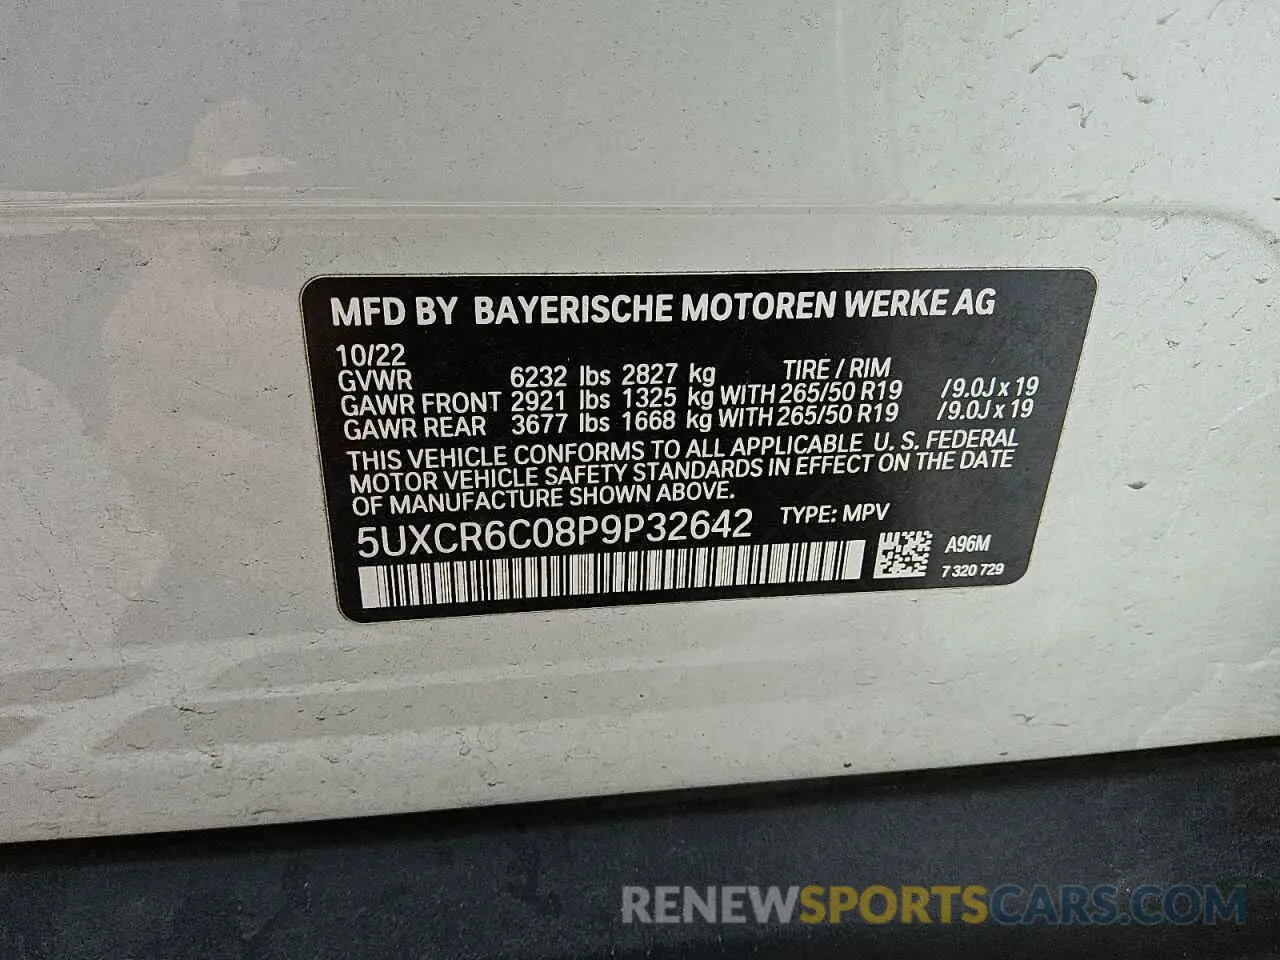 MFD BY BAYERISCHE MOTOREN WERKE AG
10/22
GVWR 6232 lbs 2827 kg TIRE / RIM
GAWR FRONT 2921 lbs 1325 kg WITH 265/50 R19 /9.0J x 19
GAWR REAR 3677 lbs 1668 kg WITH 265/50 R19 /9.0J x 19
THIS VEHICLE CONFORMS TO ALL APPLICABLE U. S. FEDERAL
MOTOR VEHICLE SAFETY STANDARDS IN EFFECT ON THE DATE
OF MANUFACTURE SHOWN ABOVE.
5UXCR6C08P9P32642 TYPE: MPV
A96M
7 320 729
RENEWSPORTSCARS.COM